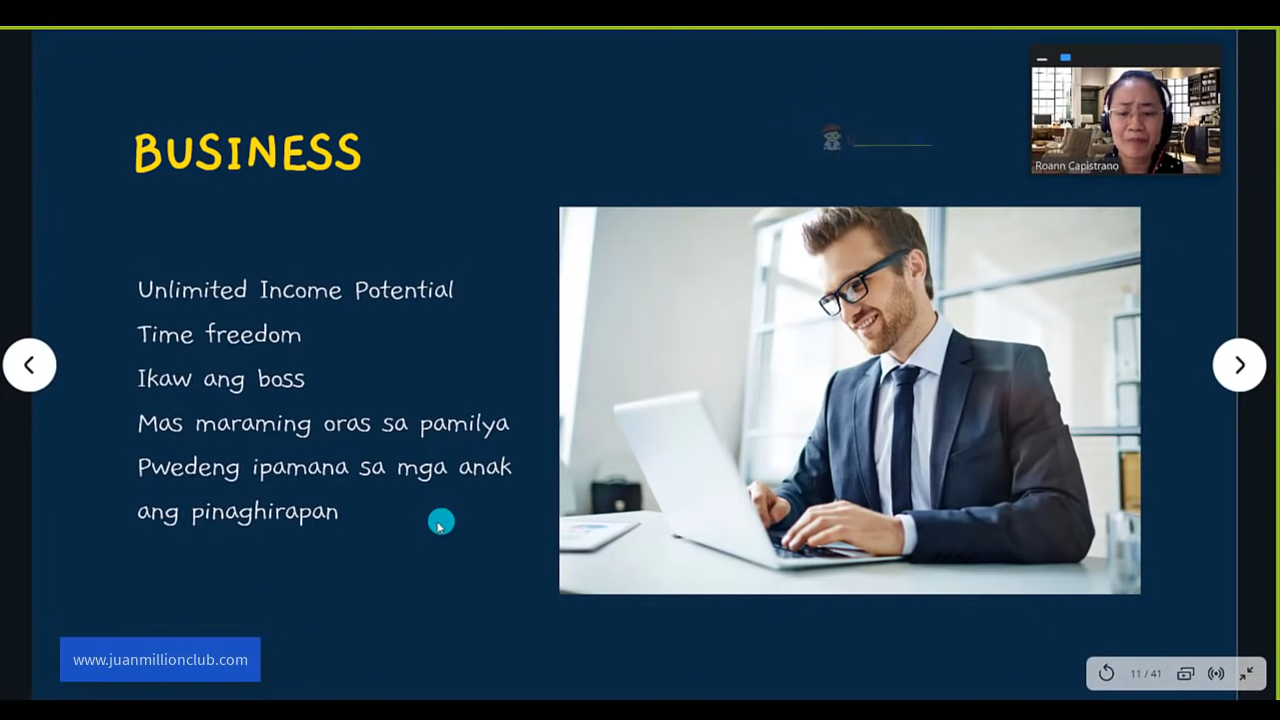 BUSINESS
Roann Capistrano
Unlimited Income Potential
Time freedom
Ikaw ang boss
Mas maraming oras sa pamilya
Pwedeng ipamana sa mga anak
ang pinaghirapan
www.juanmillionclub.com
11 / 41